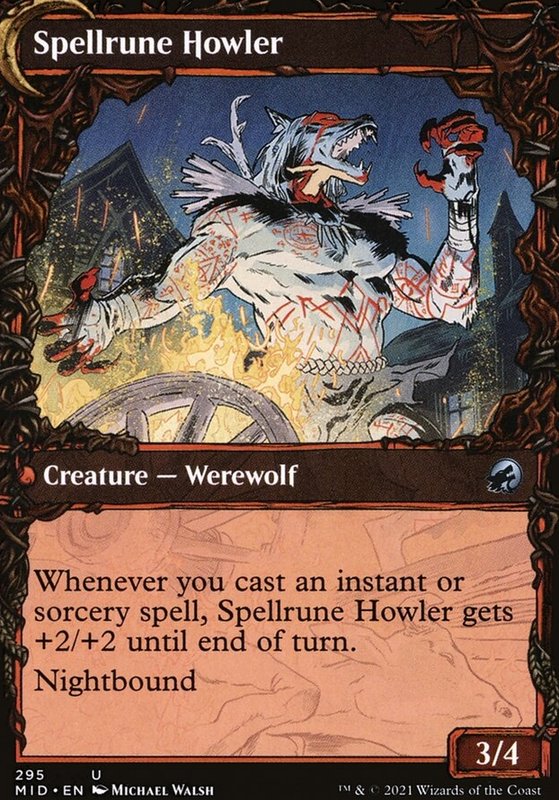 Spellrune Howler
Creature — Werewolf
Whenever you cast an instant or
sorcery spell, Spellrune Howler gets
+2/+2 until end of turn.
Nightbound
3/4
295 U
MID • EN Michael Walsh
™ & © 2021 Wizards of the Coast